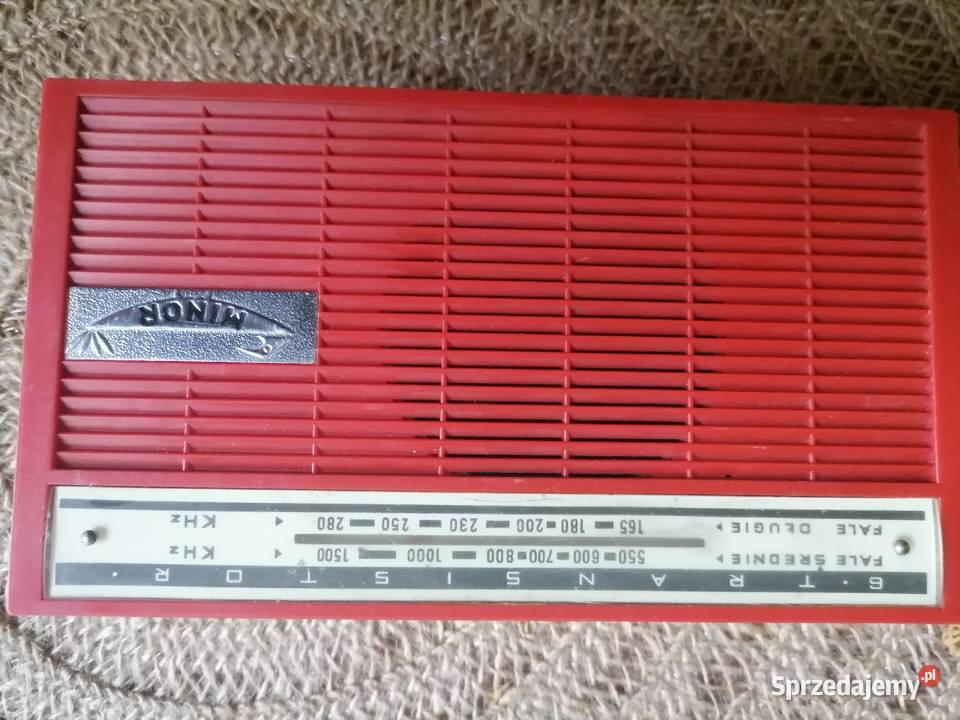 6 · TRANSISTOR ·
FALE ŚREDNIE ▸ 550 600 700 800 1000 1500 ◂ KHz
FALE DŁUGIE ▸ 165 180 200 230 250 280 ◂ KHz
MINOR
Sprzedajemy.pl